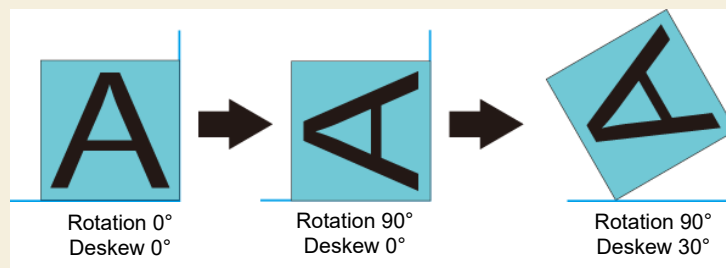 A
A
A
Rotation 0°
Deskew 0°
Rotation 90°
Deskew 0°
Rotation 90°
Deskew 30°